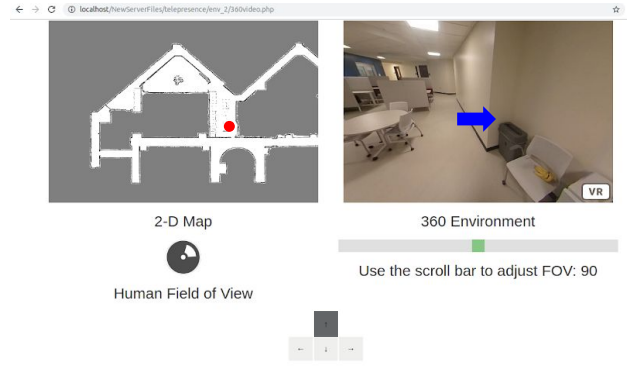 localhost/NewServerFiles/telepresence/env_2/360video.php
VR
2-D Map
360 Environment
Use the scroll bar to adjust FOV: 90
Human Field of View
↑
← ↓ →